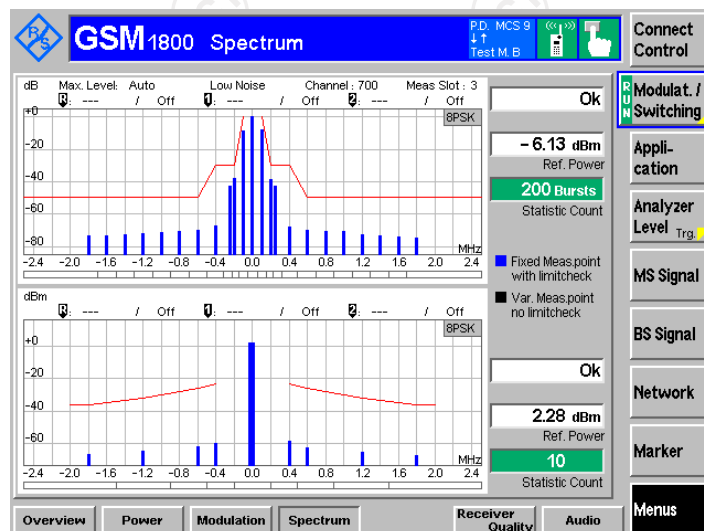 R&S
GSM 1800 Spectrum
P.D. MCS 9
↓↑
Test M. B
Connect
Control
dB Max. Level: Auto Low Noise Channel : 700 Meas Slot : 3
R: --- / Off 1: --- / Off 2: --- / Off
8PSK
+0
-20
-40
-60
-80
MHz
-2.4 -2.0 -1.6 -1.2 -0.8 -0.4 0.0 0.4 0.8 1.2 1.6 2.0 2.4
Ok
-6.13 dBm
Ref. Power
200 Bursts
Statistic Count
Fixed Meas.point
with limitcheck
Var. Meas.point
no limitcheck
dBm
R: --- / Off 1: --- / Off 2: --- / Off
8PSK
+0
-20
-40
-60
MHz
-2.4 -2.0 -1.6 -1.2 -0.8 -0.4 0.0 0.4 0.8 1.2 1.6 2.0 2.4
Ok
2.28 dBm
Ref. Power
10
Statistic Count
RUN
Modulat. /
Switching
Appli-
cation
Analyzer
Level Trg.
MS Signal
BS Signal
Network
Marker
Menus
Overview Power Modulation Spectrum Receiver Quality Audio